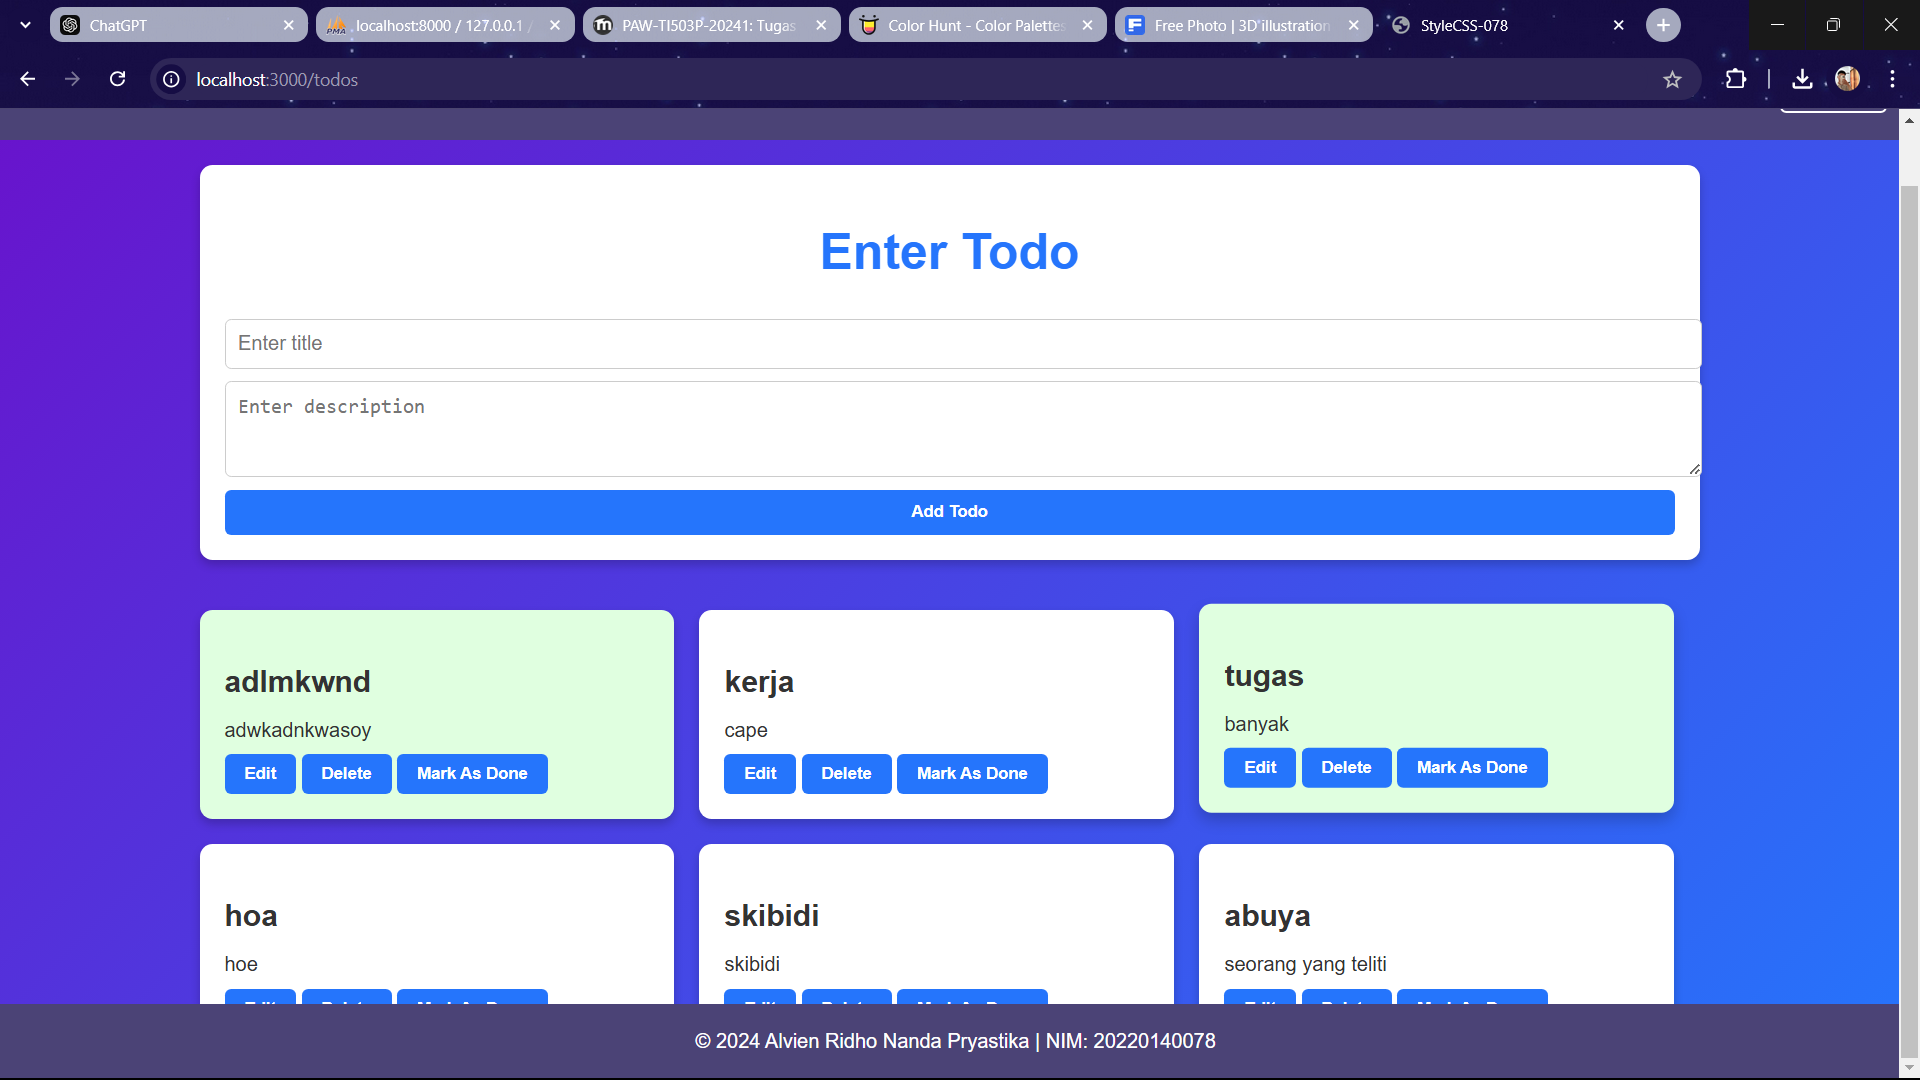 ChatGPT
localhost:8000 / 127.0.0.1 /
PAW-TI503P-20241: Tugas
Color Hunt - Color Palettes
Free Photo | 3D illustration
StyleCSS-078
localhost:3000/todos
Enter Todo
Enter title
Enter description
Add Todo
adlmkwnd
adwkadnkwasoy
Edit Delete Mark As Done
kerja
cape
Edit Delete Mark As Done
tugas
banyak
Edit Delete Mark As Done
hoa
hoe
skibidi
skibidi
abuya
seorang yang teliti
© 2024 Alvien Ridho Nanda Pryastika | NIM: 20220140078